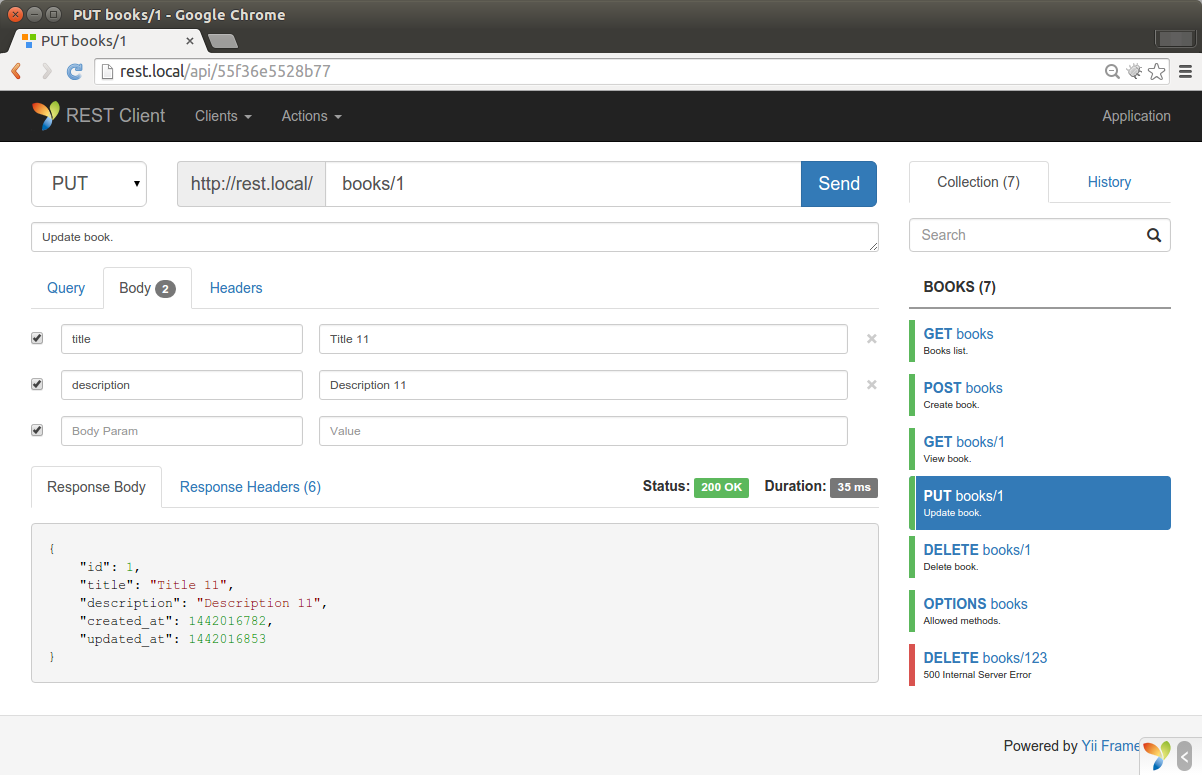 PUT books/1 - Google Chrome
PUT books/1
rest.local/api/55f36e5528b77
REST Client
Clients
Actions
Application
PUT
http://rest.local/
books/1
Send
Update book.
Query
Body 2
Headers
title
Title 11
description
Description 11
Body Param
Value
Response Body
Response Headers (6)
Status: 200 OK
Duration: 35 ms
{
"id": 1,
"title": "Title 11",
"description": "Description 11",
"created_at": 1442016782,
"updated_at": 1442016853
}
Collection (7)
History
Search
BOOKS (7)
GET books
Books list.
POST books
Create book.
GET books/1
View book.
PUT books/1
Update book.
DELETE books/1
Delete book.
OPTIONS books
Allowed methods.
DELETE books/123
500 Internal Server Error
Powered by Yii Frame